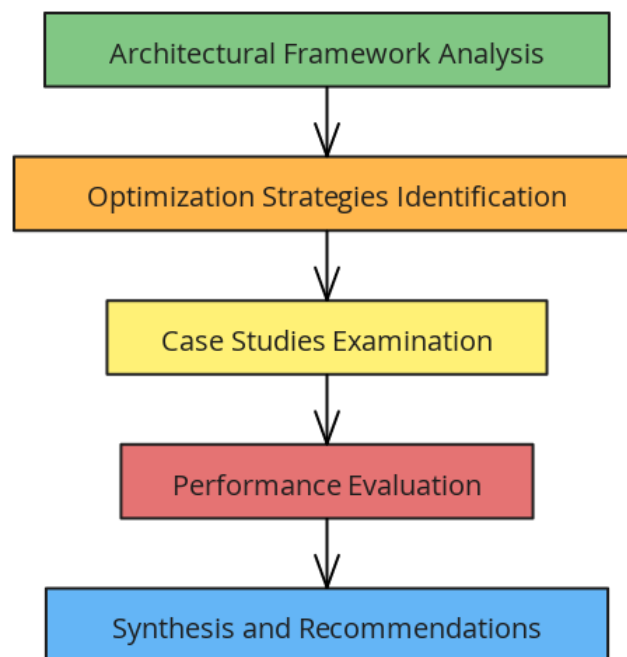 Architectural Framework Analysis
Optimization Strategies Identification
Case Studies Examination
Performance Evaluation
Synthesis and Recommendations